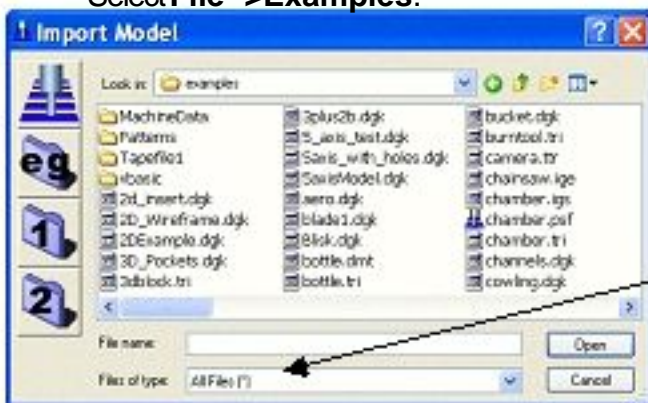 Select File ->Examples.
Import Model
Look in: examples
MachineData
Patterns
Tapefile1
vbasic
2d_insert.dgk
2D_Wireframe.dgk
2DExample.dgk
3D_Pockets.dgk
3dblock.tri
3plus2b.dgk
5_axis_test.dgk
5axis_with_holes.dgk
5axisModel.dgk
aero.dgk
blade1.dgk
Blisk.dgk
bottle.dmt
bottle.tri
bucket.dgk
burntool.tri
camera.ttr
chainsaw.ige
chamber.igs
chamber.psf
chamber.tri
channels.dgk
cowling.dgk
eg
1
2
File name:
Open
Files of type: All Files (*)
Cancel